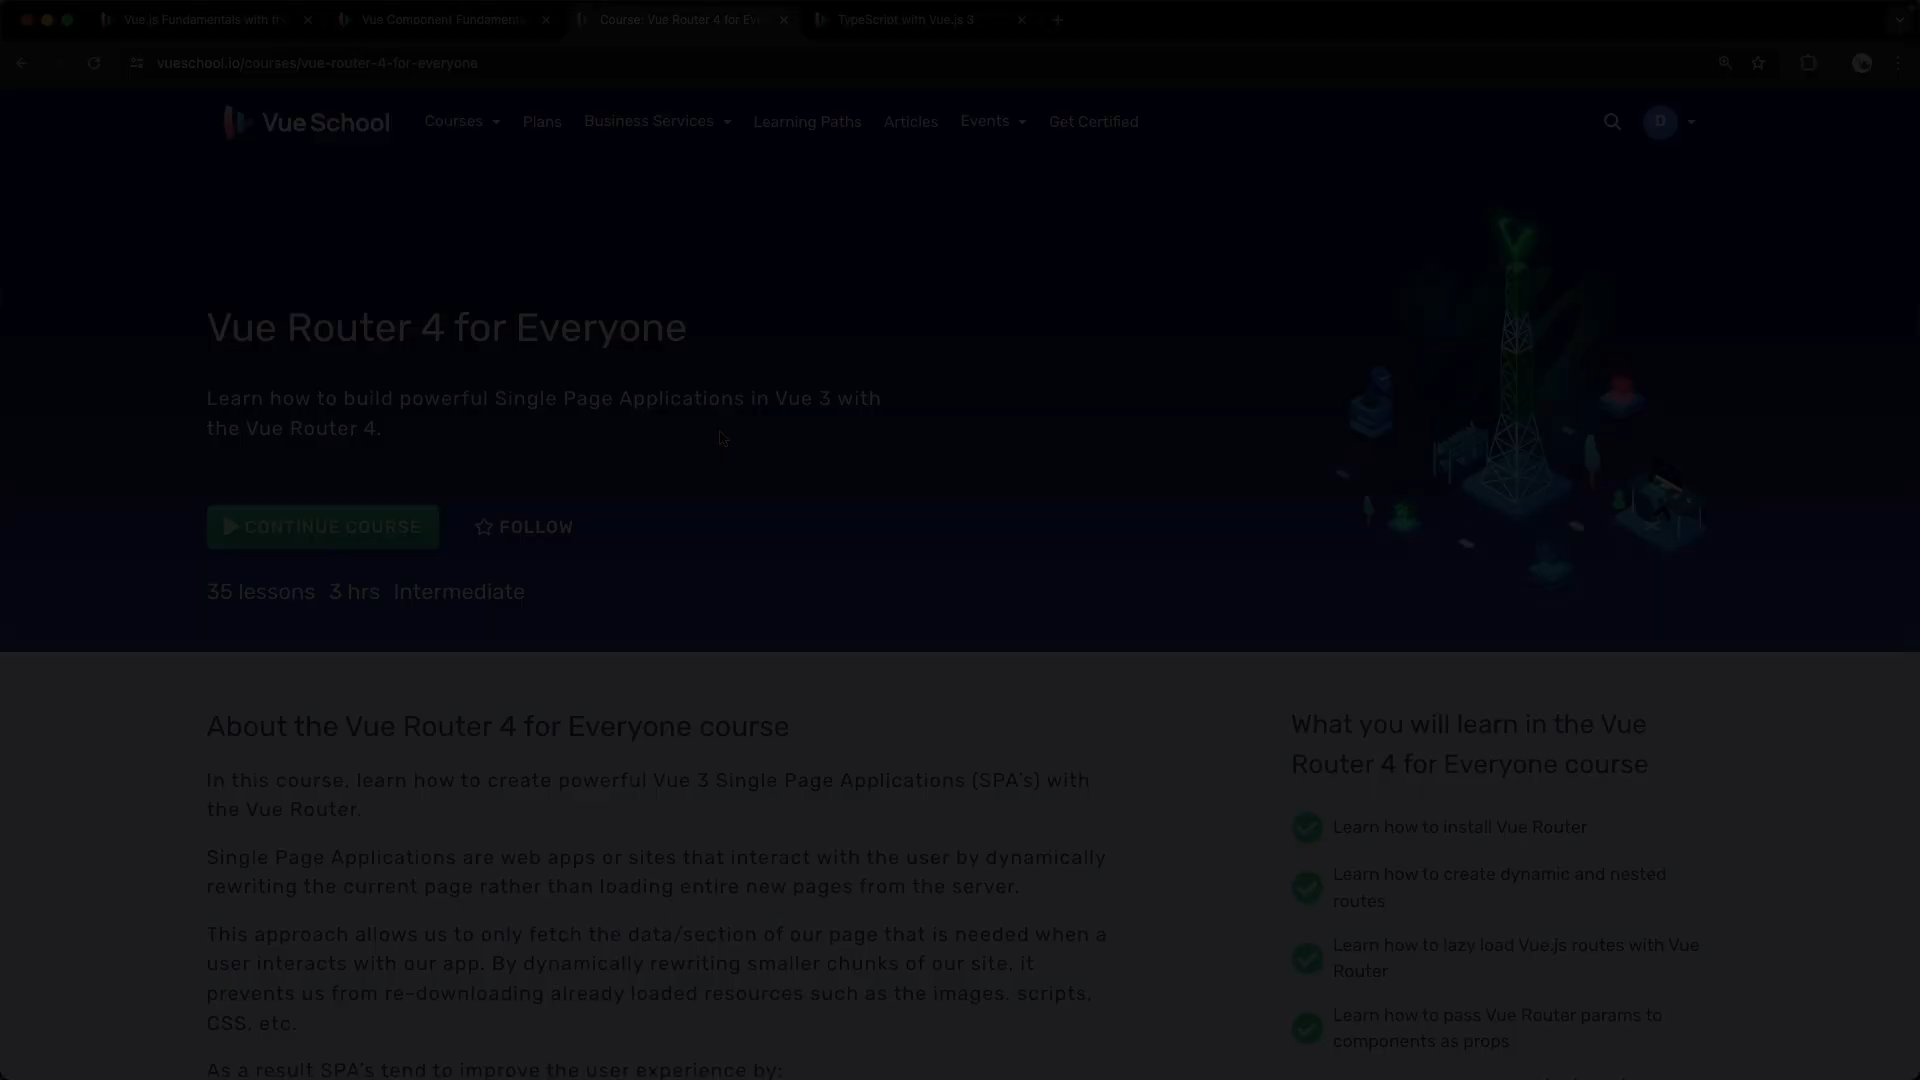 Vue.js Fundamentals with th
Vue Component Fundament
Course: Vue Router 4 for Ev
TypeScript with Vue.js 3
vueschool.io/courses/vue-router-4-for-everyone
Vue School
Courses
Plans
Business Services
Learning Paths
Articles
Events
Get Certified
D
Vue Router 4 for Everyone
Learn how to build powerful Single Page Applications in Vue 3 with
the Vue Router 4.
CONTINUE COURSE
FOLLOW
35 lessons 3 hrs Intermediate
About the Vue Router 4 for Everyone course
In this course, learn how to create powerful Vue 3 Single Page Applications (SPA's) with
the Vue Router.
Single Page Applications are web apps or sites that interact with the user by dynamically
rewriting the current page rather than loading entire new pages from the server.
This approach allows us to only fetch the data/section of our page that is needed when a
user interacts with our app. By dynamically rewriting smaller chunks of our site, it
prevents us from re-downloading already loaded resources such as the images, scripts,
CSS, etc.
As a result SPA's tend to improve the user experience by:
What you will learn in the Vue
Router 4 for Everyone course
Learn how to install Vue Router
Learn how to create dynamic and nested
routes
Learn how to lazy load Vue.js routes with Vue
Router
Learn how to pass Vue Router params to
components as props